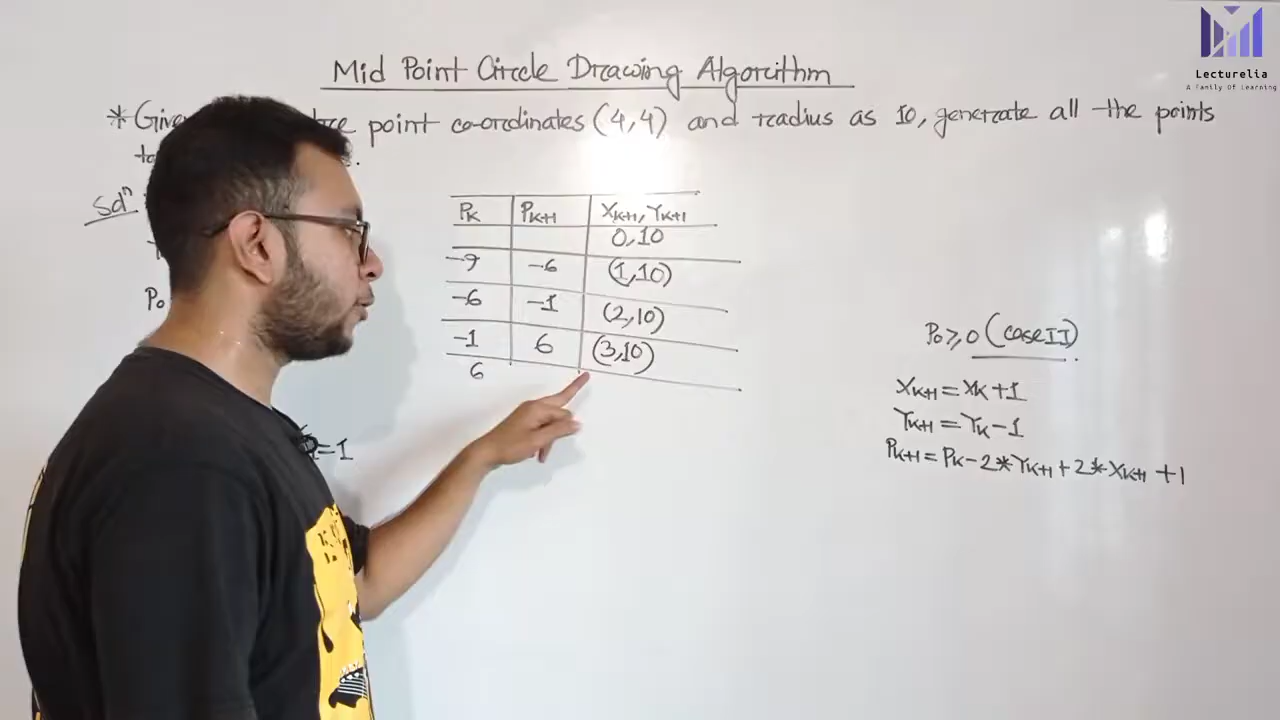 Lecturelia
A Family Of Learning
Mid Point Circle Drawing Algorithm
* point co-ordinates (4,4) and radius as 10, generate all the points
Solⁿ
P₀
=1
PK PK+1 XK+1, YK+1
0,10
-9 -6 (1,10)
-6 -1 (2,10)
-1 6 (3,10)
6
P₀ ≥ 0 (case II)
XK+1 = XK + 1
YK+1 = YK - 1
PK+1 = PK - 2* YK+1 + 2* XK+1 + 1